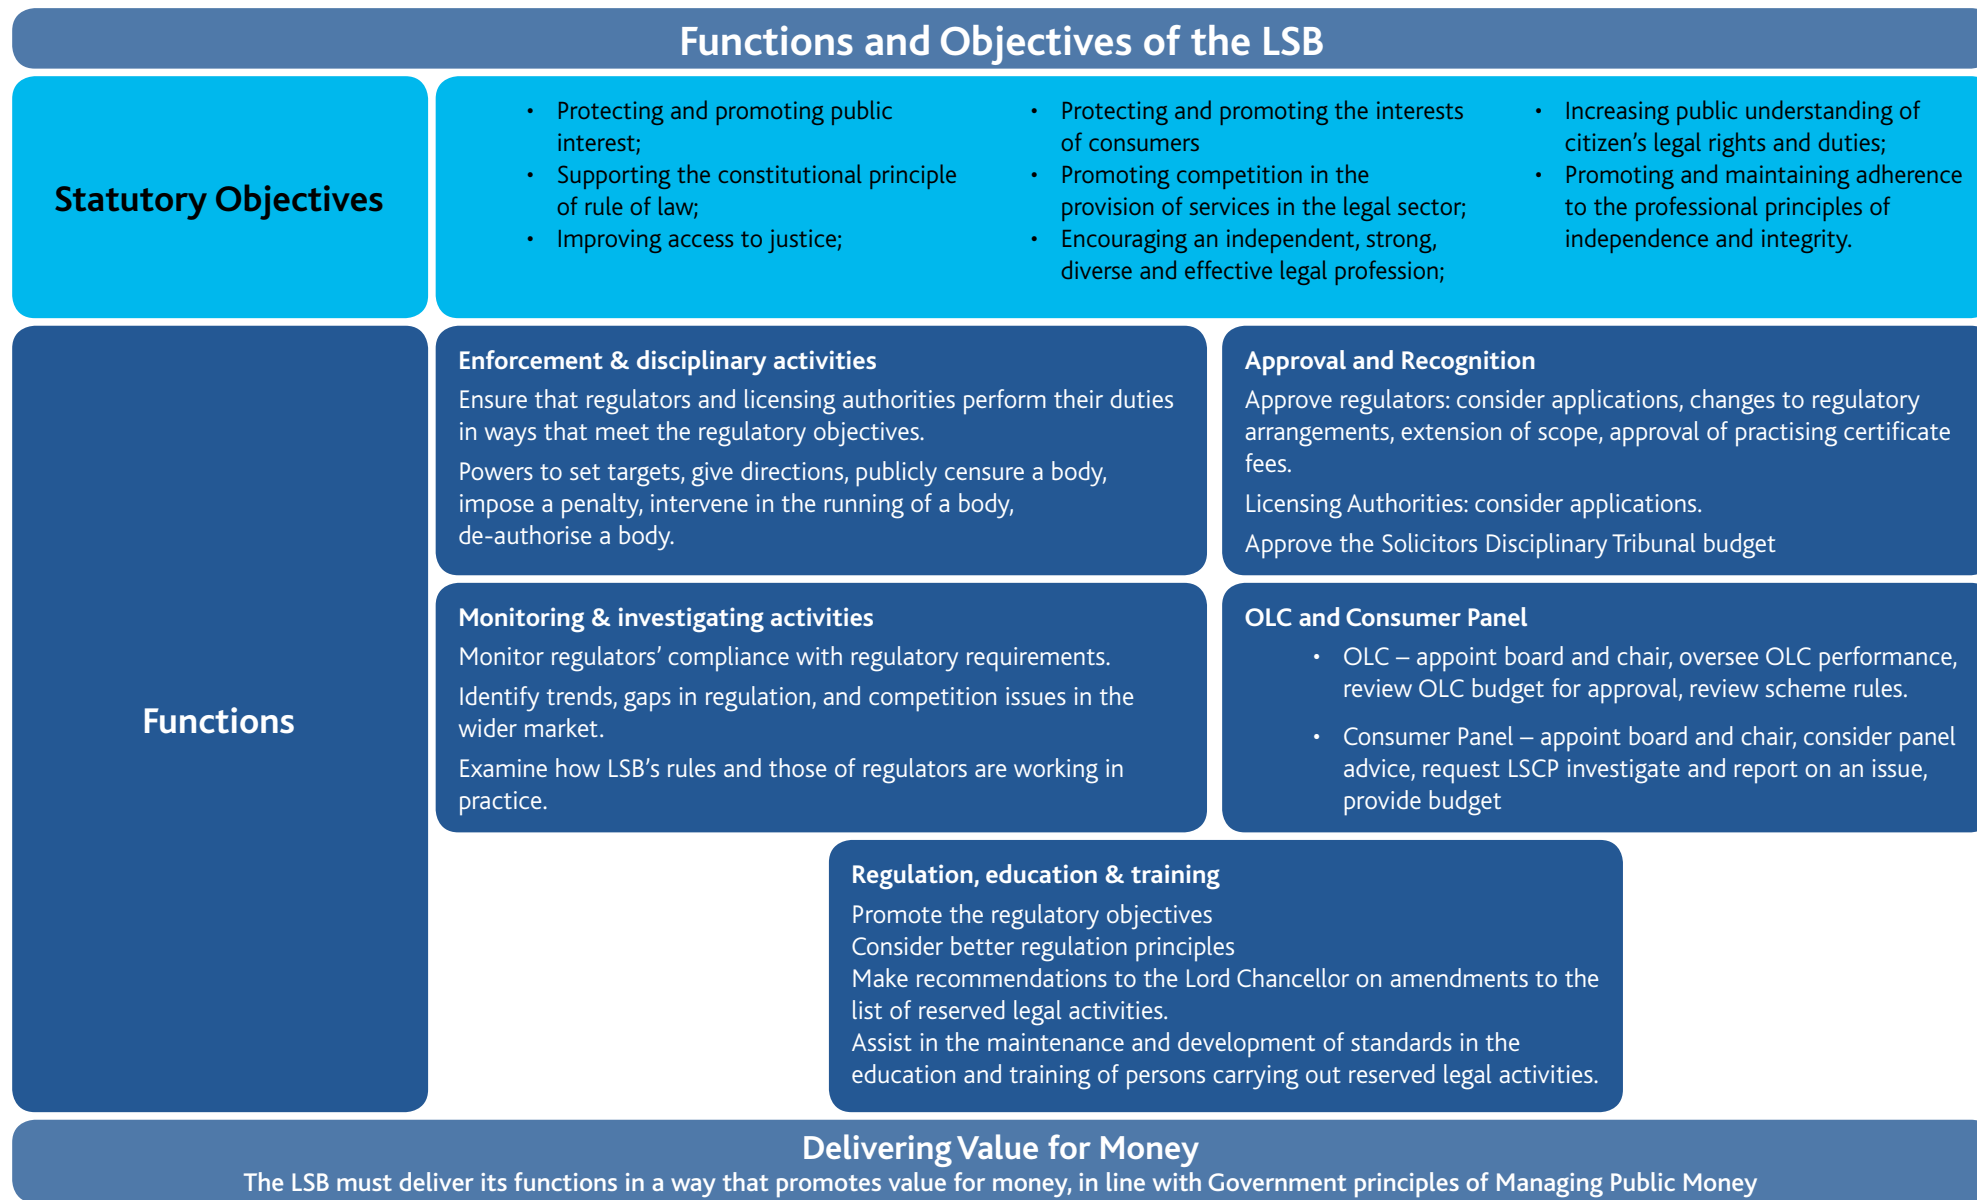 Functions and Objectives of the LSB
Statutory Objectives
• Protecting and promoting public
interest;
• Supporting the constitutional principle
of rule of law;
• Improving access to justice;
• Protecting and promoting the interests
of consumers
• Promoting competition in the
provision of services in the legal sector;
• Encouraging an independent, strong,
diverse and effective legal profession;
• Increasing public understanding of
citizen’s legal rights and duties;
• Promoting and maintaining adherence
to the professional principles of
independence and integrity.
Functions
Enforcement & disciplinary activities
Ensure that regulators and licensing authorities perform their duties
in ways that meet the regulatory objectives.
Powers to set targets, give directions, publicly censure a body,
impose a penalty, intervene in the running of a body,
de-authorise a body.
Approval and Recognition
Approve regulators: consider applications, changes to regulatory
arrangements, extension of scope, approval of practising certificate
fees.
Licensing Authorities: consider applications.
Approve the Solicitors Disciplinary Tribunal budget
Monitoring & investigating activities
Monitor regulators’ compliance with regulatory requirements.
Identify trends, gaps in regulation, and competition issues in the
wider market.
Examine how LSB’s rules and those of regulators are working in
practice.
OLC and Consumer Panel
• OLC – appoint board and chair, oversee OLC performance,
review OLC budget for approval, review scheme rules.
• Consumer Panel – appoint board and chair, consider panel
advice, request LSCP investigate and report on an issue,
provide budget
Regulation, education & training
Promote the regulatory objectives
Consider better regulation principles
Make recommendations to the Lord Chancellor on amendments to the
list of reserved legal activities.
Assist in the maintenance and development of standards in the
education and training of persons carrying out reserved legal activities.
Delivering Value for Money
The LSB must deliver its functions in a way that promotes value for money, in line with Government principles of Managing Public Money